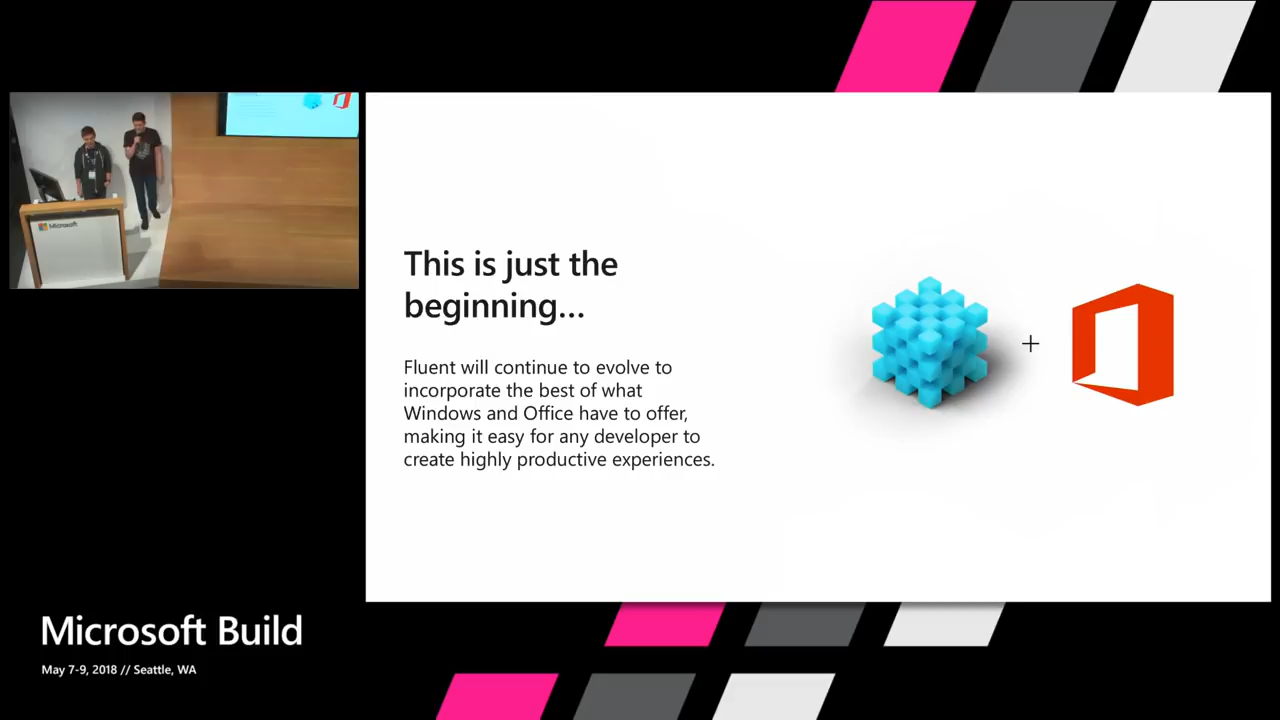 Microsoft
This is just the
beginning...
Fluent will continue to evolve to
incorporate the best of what
Windows and Office have to offer,
making it easy for any developer to
create highly productive experiences.
+
Microsoft Build
May 7-9, 2018 // Seattle, WA